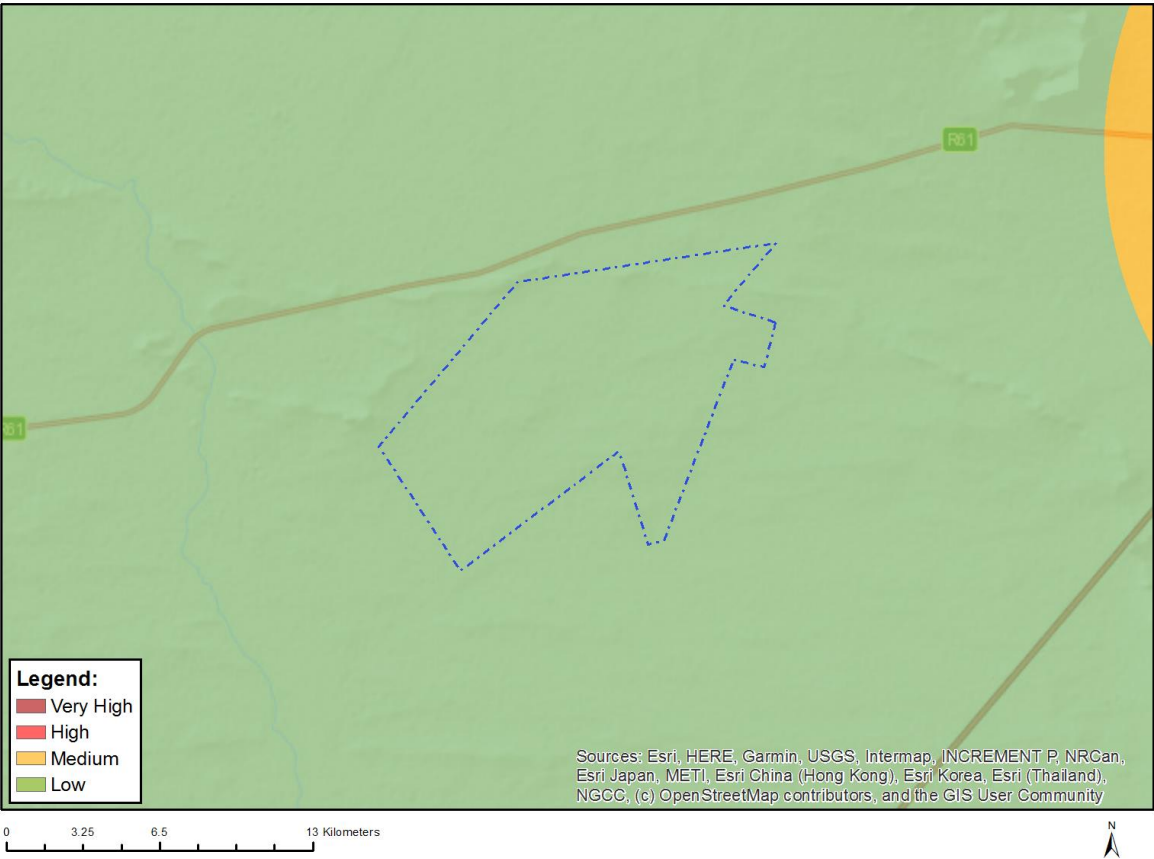 R61
R61
Legend:
Very High
High
Medium
Low
Sources: Esri, HERE, Garmin, USGS, Intermap, INCREMENT P, NRCan,
Esri Japan, METI, Esri China (Hong Kong), Esri Korea, Esri (Thailand),
NGCC, (c) OpenStreetMap contributors, and the GIS User Community
0 3.25 6.5 13 Kilometers
N